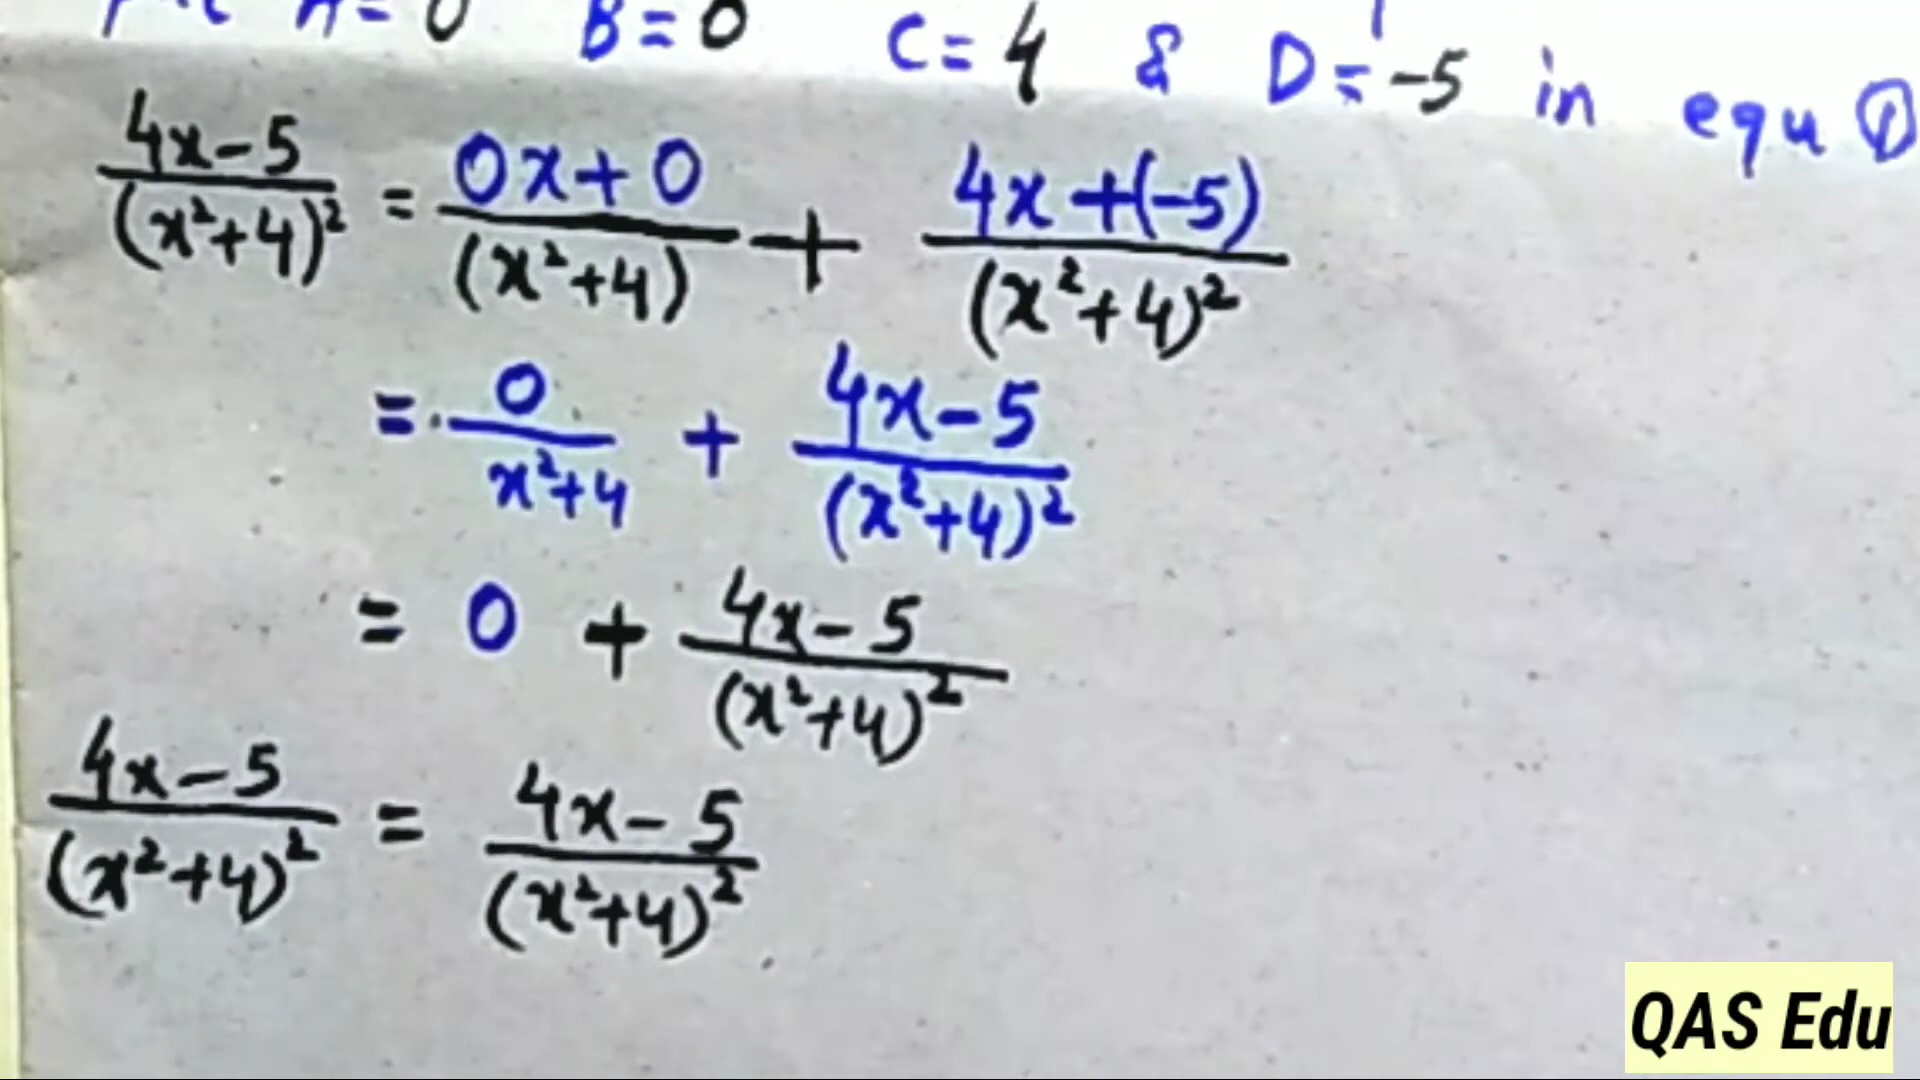 A = 0 B = 0 C = 4 & D = -5 in equ ①
4x-5/(x²+4)² = 0x+0/(x²+4) + 4x+(-5)/(x²+4)²
= 0/x²+4 + 4x-5/(x²+4)²
= 0 + 4x-5/(x²+4)²
4x-5/(x²+4)² = 4x-5/(x²+4)²
QAS Edu